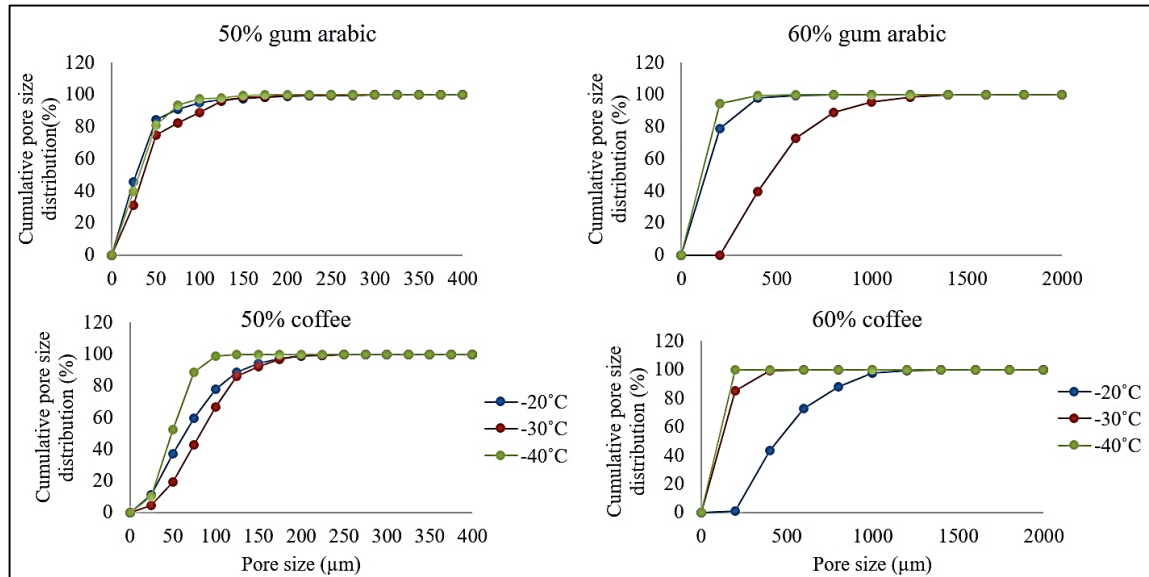 50% gum arabic
Cumulative pore size
distribution(%)
120
100
80
60
40
20
0
0 50 100 150 200 250 300 350 400
60% gum arabic
Cumulative pore size
distribution (%)
120
100
80
60
40
20
0
0 500 1000 1500 2000
50% coffee
Cumulative pore size
distribution (%)
120
100
80
60
40
20
0
0 50 100 150 200 250 300 350 400
Pore size (µm)
-20˚C
-30˚C
-40˚C
60% coffee
Cumulative pore size
distribution (%)
120
100
80
60
40
20
0
0 500 1000 1500 2000
Pore size (µm)
-20˚C
-30˚C
-40˚C